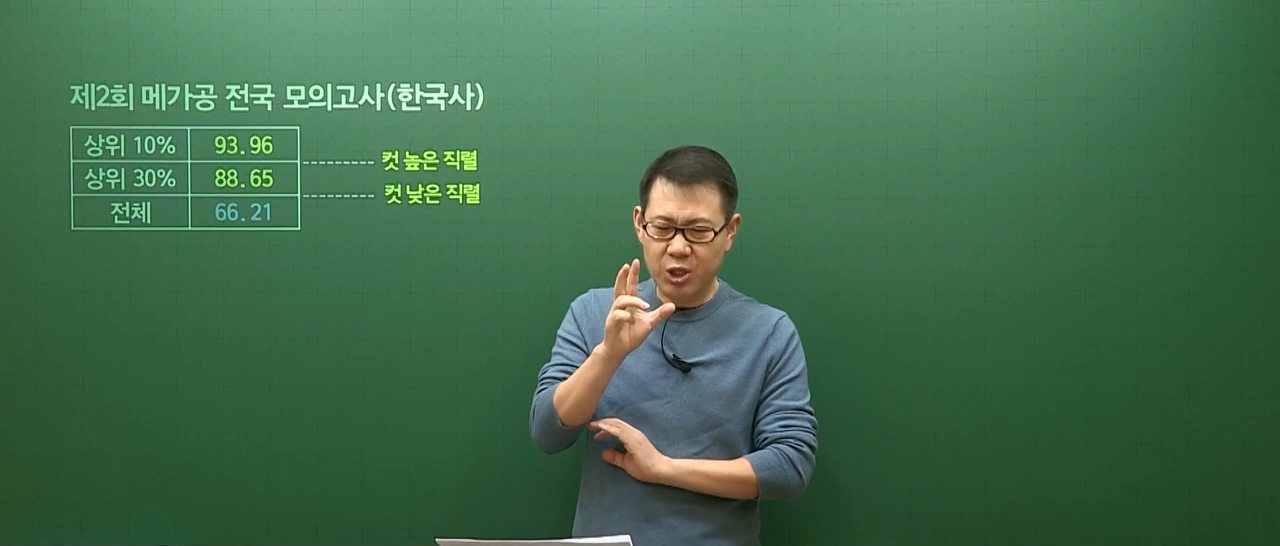 제2회 메가공 전국 모의고사(한국사)
상위 10% 93.96
컷 높은 직렬
상위 30% 88.65
컷 낮은 직렬
전체 66.21